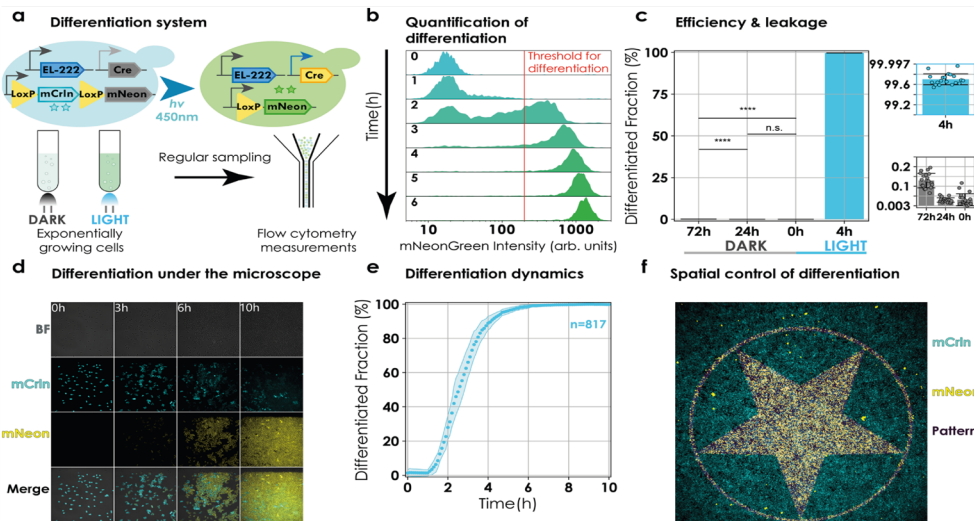 a Differentiation system
EL-222
Cre
LoxP
mCrIn
LoxP
mNeon
hv
450nm
EL-222
Cre
LoxP
mNeon
DARK
LIGHT
Exponentially
growing cells
Regular sampling
Flow cytometry
measurements
b Quantification of
differentiation
Threshold for
differentiation
Time(h)
0
1
2
3
4
5
6
10
100
1000
mNeonGreen Intensity (arb. units)
c Efficiency & leakage
Differentiated Fraction (%)
100
75
50
25
0
****
****
n.s.
72h
24h
0h
4h
DARK
LIGHT
99.997
99.6
99.2
4h
0.2
0.1
0.003
72h
24h
0h
d Differentiation under the microscope
0h
3h
6h
10h
BF
mCrIn
mNeon
Merge
e Differentiation dynamics
Differentiated Fraction (%)
100
80
60
40
20
0
n=817
0
2
4
6
8
10
Time(h)
f Spatial control of differentiation
mCrIn
mNeon
Pattern